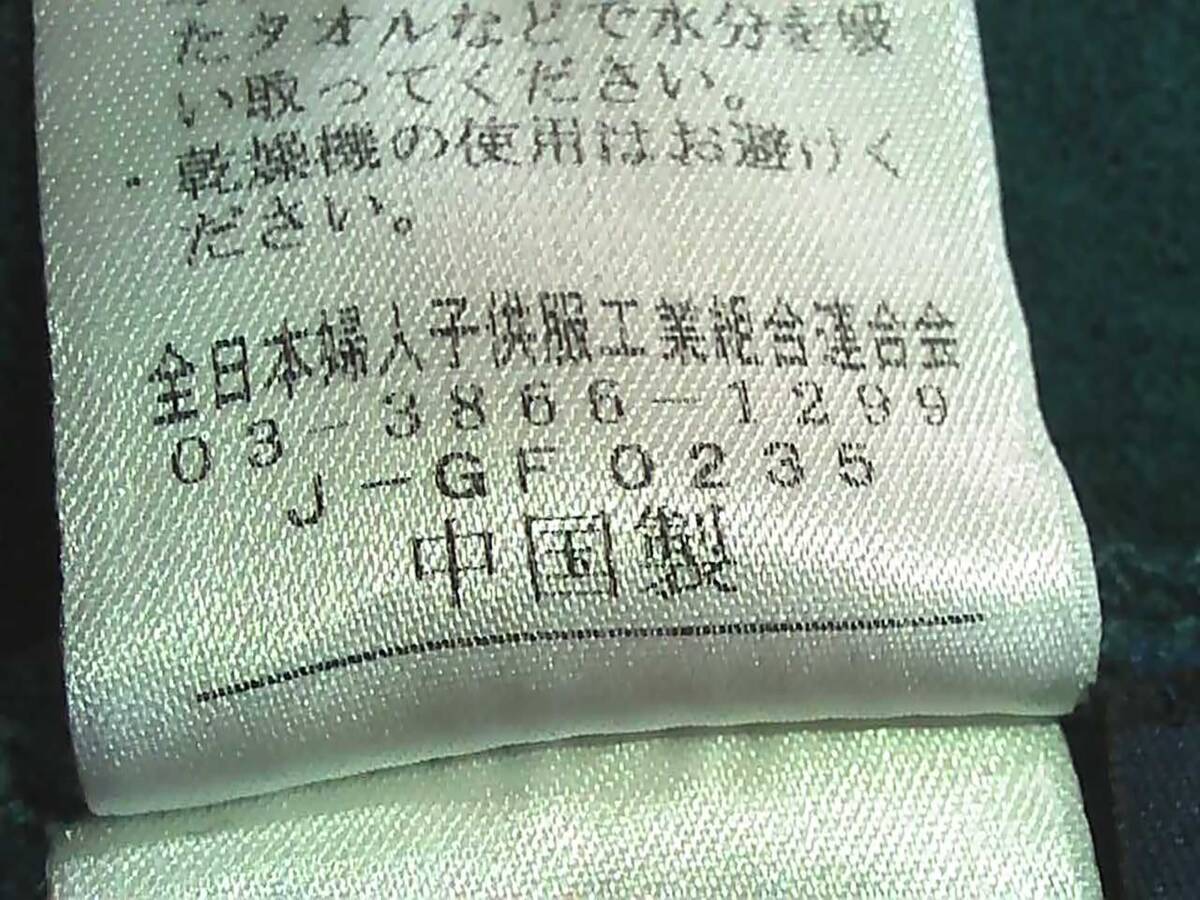 たタオルなどで水分を吸
い取ってください。
・乾燥機の使用はお避けく
ださい。
全日本婦人子供服工業組合連合会
03-3866-1299
J-GF0235
中国製